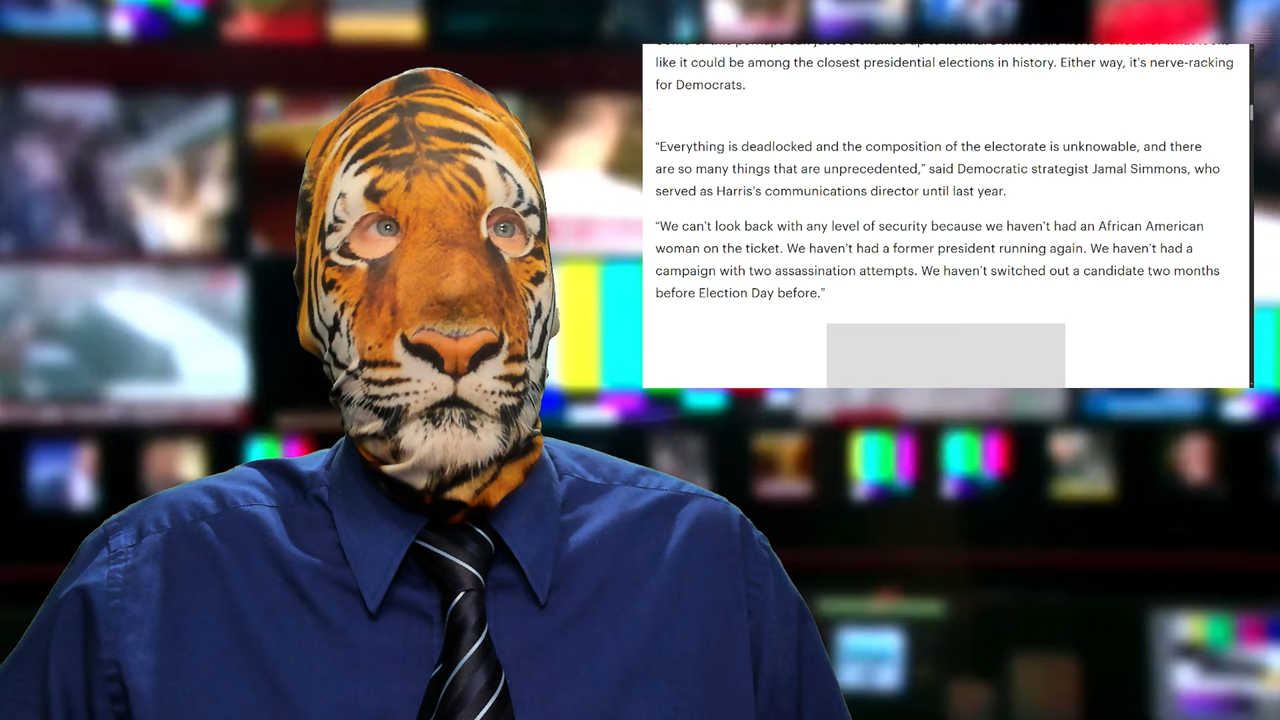 like it could be among the closest presidential elections in history. Either way, it's nerve-racking
for Democrats.
"Everything is deadlocked and the composition of the electorate is unknowable, and there
are so many things that are unprecedented," said Democratic strategist Jamal Simmons, who
served as Harris's communications director until last year.
"We can't look back with any level of security because we haven't had an African American
woman on the ticket. We haven't had a former president running again. We haven't had a
campaign with two assassination attempts. We haven't switched out a candidate two months
before Election Day before."